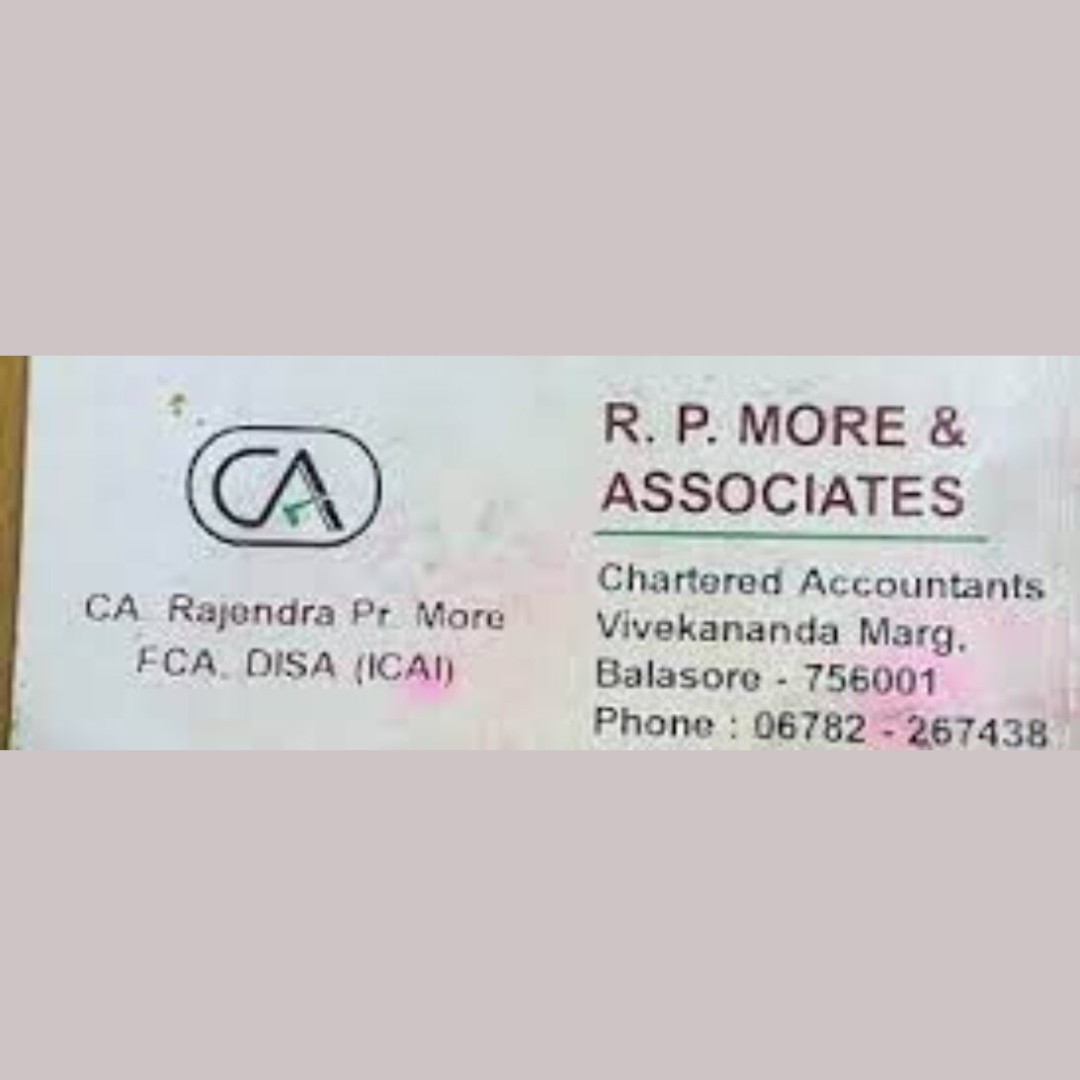 CA
CA. Rajendra Pr. More
FCA, DISA (ICAI)
R. P. MORE &
ASSOCIATES
Chartered Accountants
Vivekananda Marg,
Balasore - 756001
Phone : 06782 - 267438